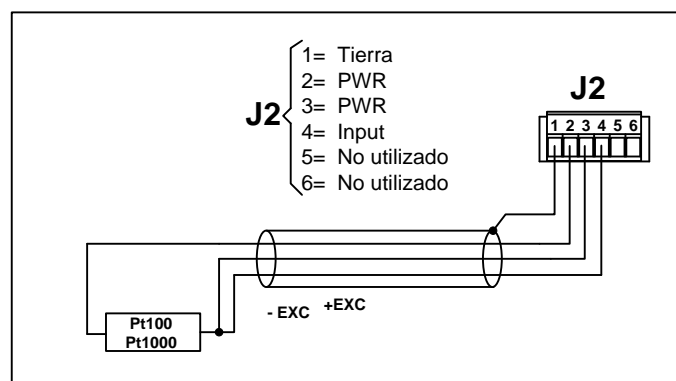 1= Tierra
2= PWR
3= PWR
J2
4= Input
5= No utilizado
6= No utilizado
J2
1 2 3 4 5 6
- EXC +EXC
Pt100
Pt1000